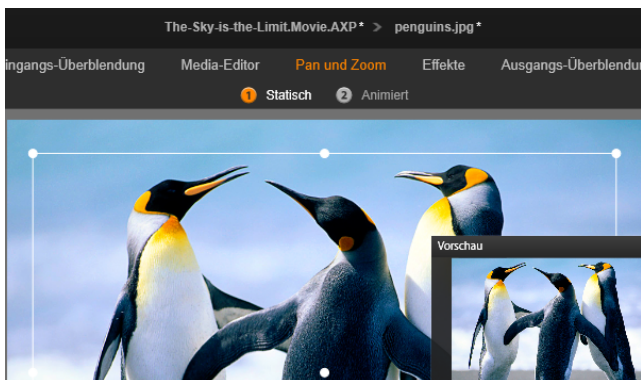 The-Sky-is-the-Limit.Movie.AXP* > penguins.jpg*
ingangs-Überblendung Media-Editor Pan und Zoom Effekte Ausgangs-Überblendu
1 Statisch 2 Animiert
Vorschau